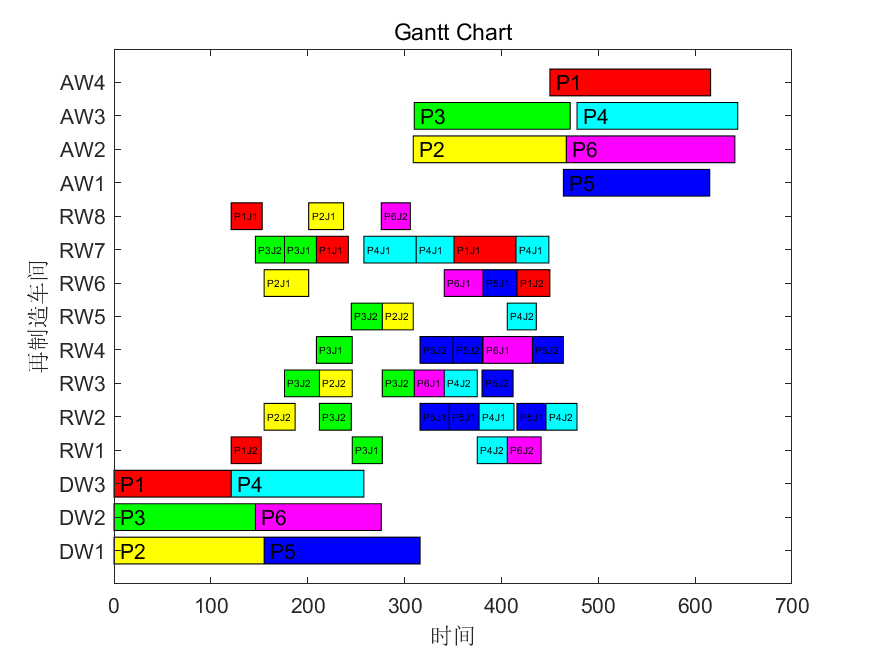 Gantt Chart
AW4 P1
AW3 P3 P4
AW2 P2 P6
AW1 P5
RW8 P1J1 P2J1 P6J2
RW7 P3J2 P3J1 P1J1 P4J1 P4J1 P1J1 P4J1
RW6 P2J1 P6J1 P5J1 P1J2
RW5 P3J2 P2J2 P4J2
RW4 P3J1 P5J2 P5J2 P6J1 P5J2
RW3 P3J2 P2J2 P3J2 P6J1 P4J2
RW2 P2J2 P3J2 P5J1 P5J1 P4J1 P5J1 P4J2
RW1 P1J2 P3J1 P4J2 P6J2
DW3 P1 P4
DW2 P3 P6
DW1 P2 P5
0 100 200 300 400 500 600 700
时间
再制造车间